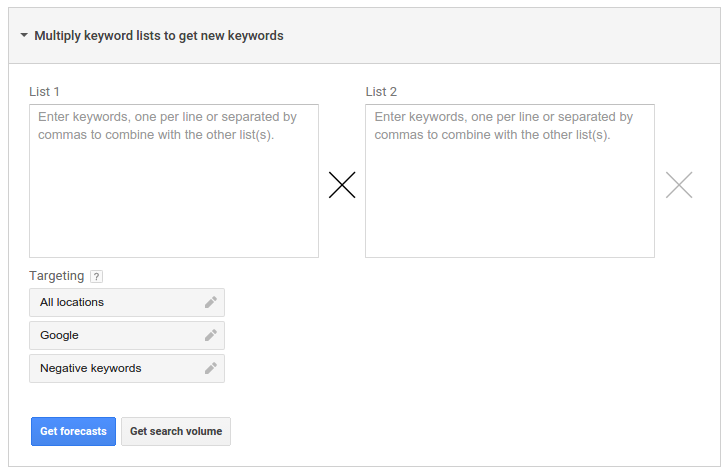 Multiply keyword lists to get new keywords
List 1
List 2
Enter keywords, one per line or separated by
commas to combine with the other list(s).
Enter keywords, one per line or separated by
commas to combine with the other list(s).
Targeting ?
All locations
Google
Negative keywords
Get forecasts
Get search volume